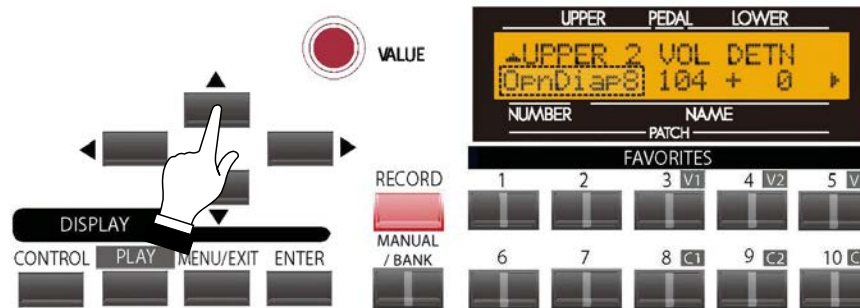 UPPER PEDAL LOWER
VALUE
UPPER 2 VOL DETN
OpnDiap8 104 + 0
NUMBER NAME
PATCH
FAVORITES
RECORD 1 2 3 V1 4 V2 5 V
DISPLAY
MANUAL
/ BANK
CONTROL PLAY MENU/EXIT ENTER
6 7 8 C1 9 C2 10 C